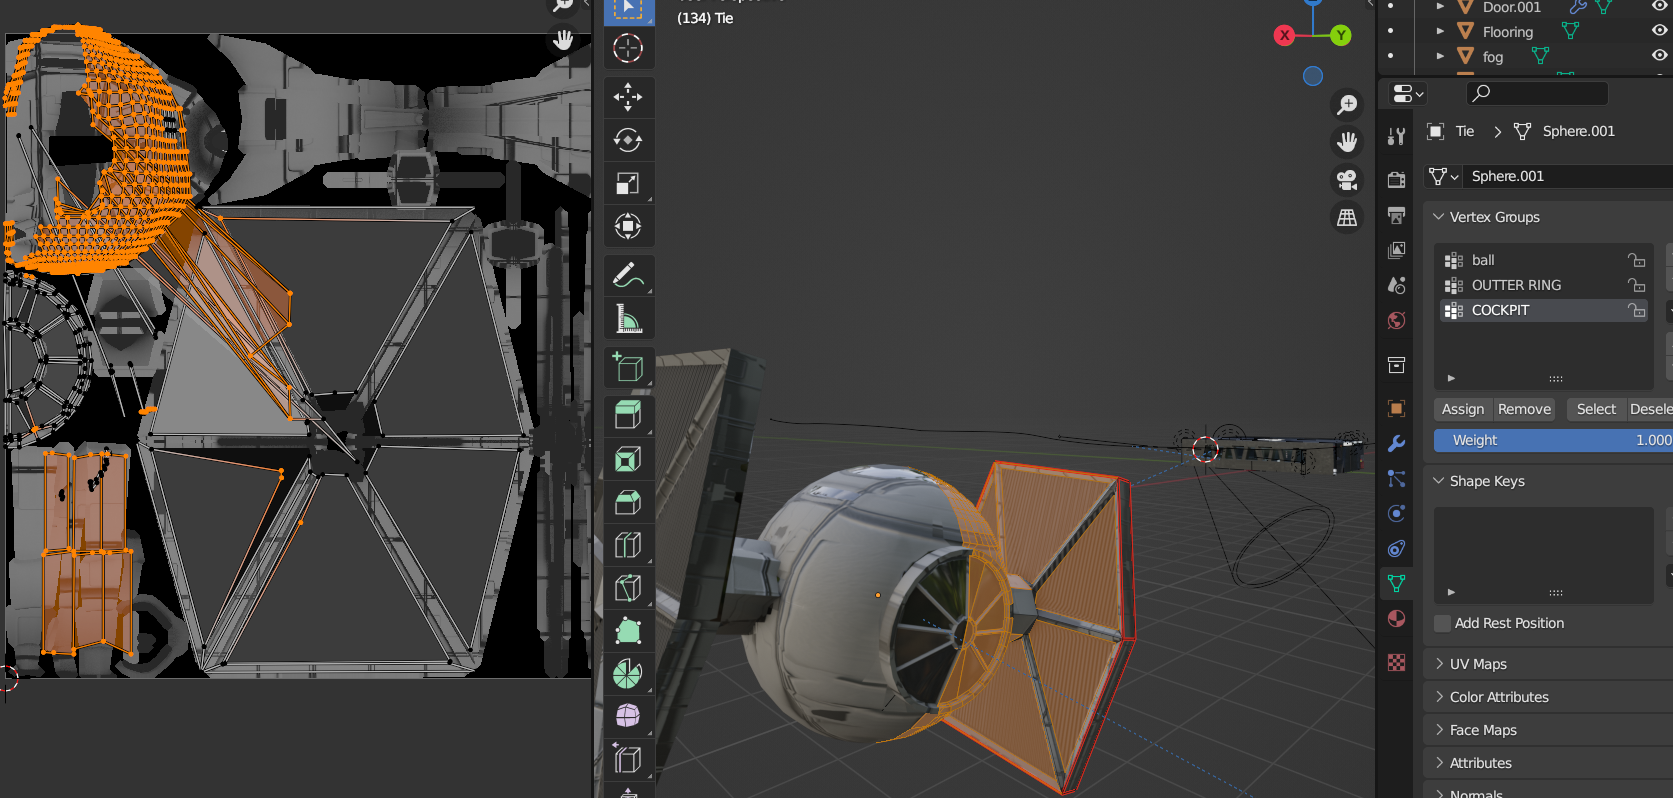 (134) Tie
X
Y
Door.001
Flooring
fog
Tie
Sphere.001
Sphere.001
Vertex Groups
ball
OUTTER RING
COCKPIT
Assign
Remove
Select
Desele
Weight
1.000
Shape Keys
Add Rest Position
UV Maps
Color Attributes
Face Maps
Attributes
Normals